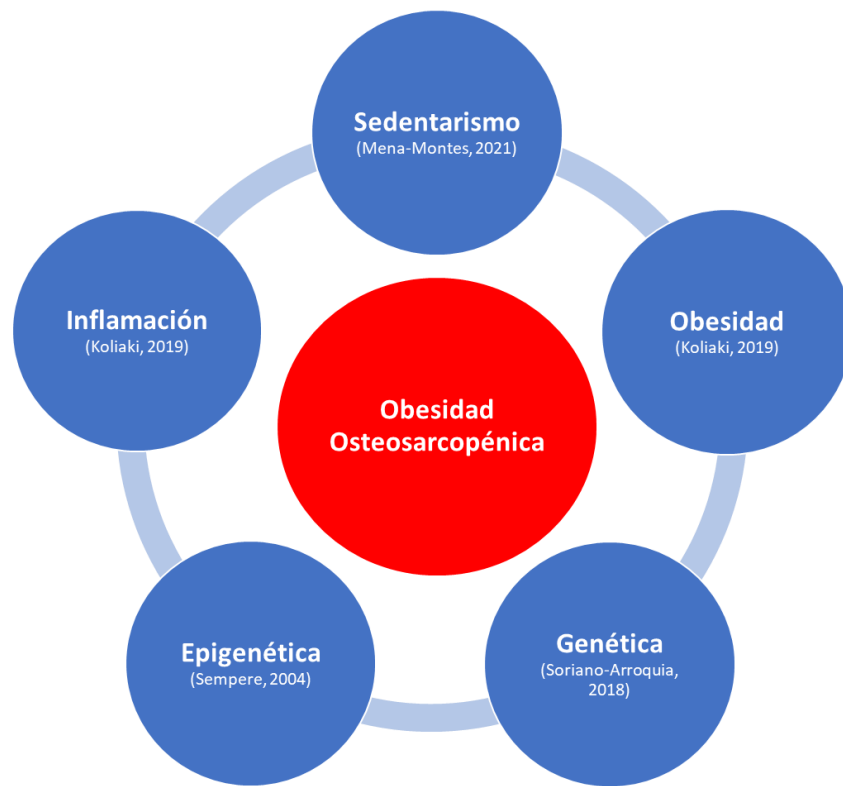 Sedentarismo
(Mena-Montes, 2021)
Inflamación
(Koliaki, 2019)
Obesidad
(Koliaki, 2019)
Obesidad
Osteosarcopénica
Epigenética
(Sempere, 2004)
Genética
(Soriano-Arroquia,
2018)